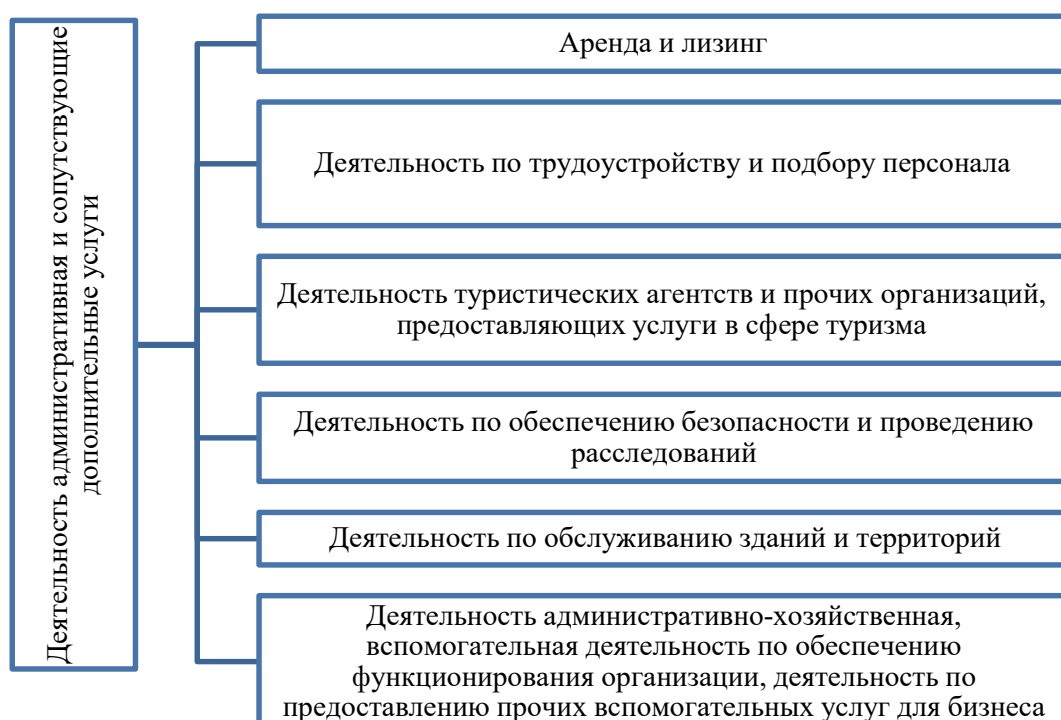 Деятельность административная и сопутствующие
дополнительные услуги
Аренда и лизинг
Деятельность по трудоустройству и подбору персонала
Деятельность туристических агентств и прочих организаций,
предоставляющих услуги в сфере туризма
Деятельность по обеспечению безопасности и проведению
расследований
Деятельность по обслуживанию зданий и территорий
Деятельность административно-хозяйственная,
вспомогательная деятельность по обеспечению
функционирования организации, деятельность по
предоставлению прочих вспомогательных услуг для бизнеса